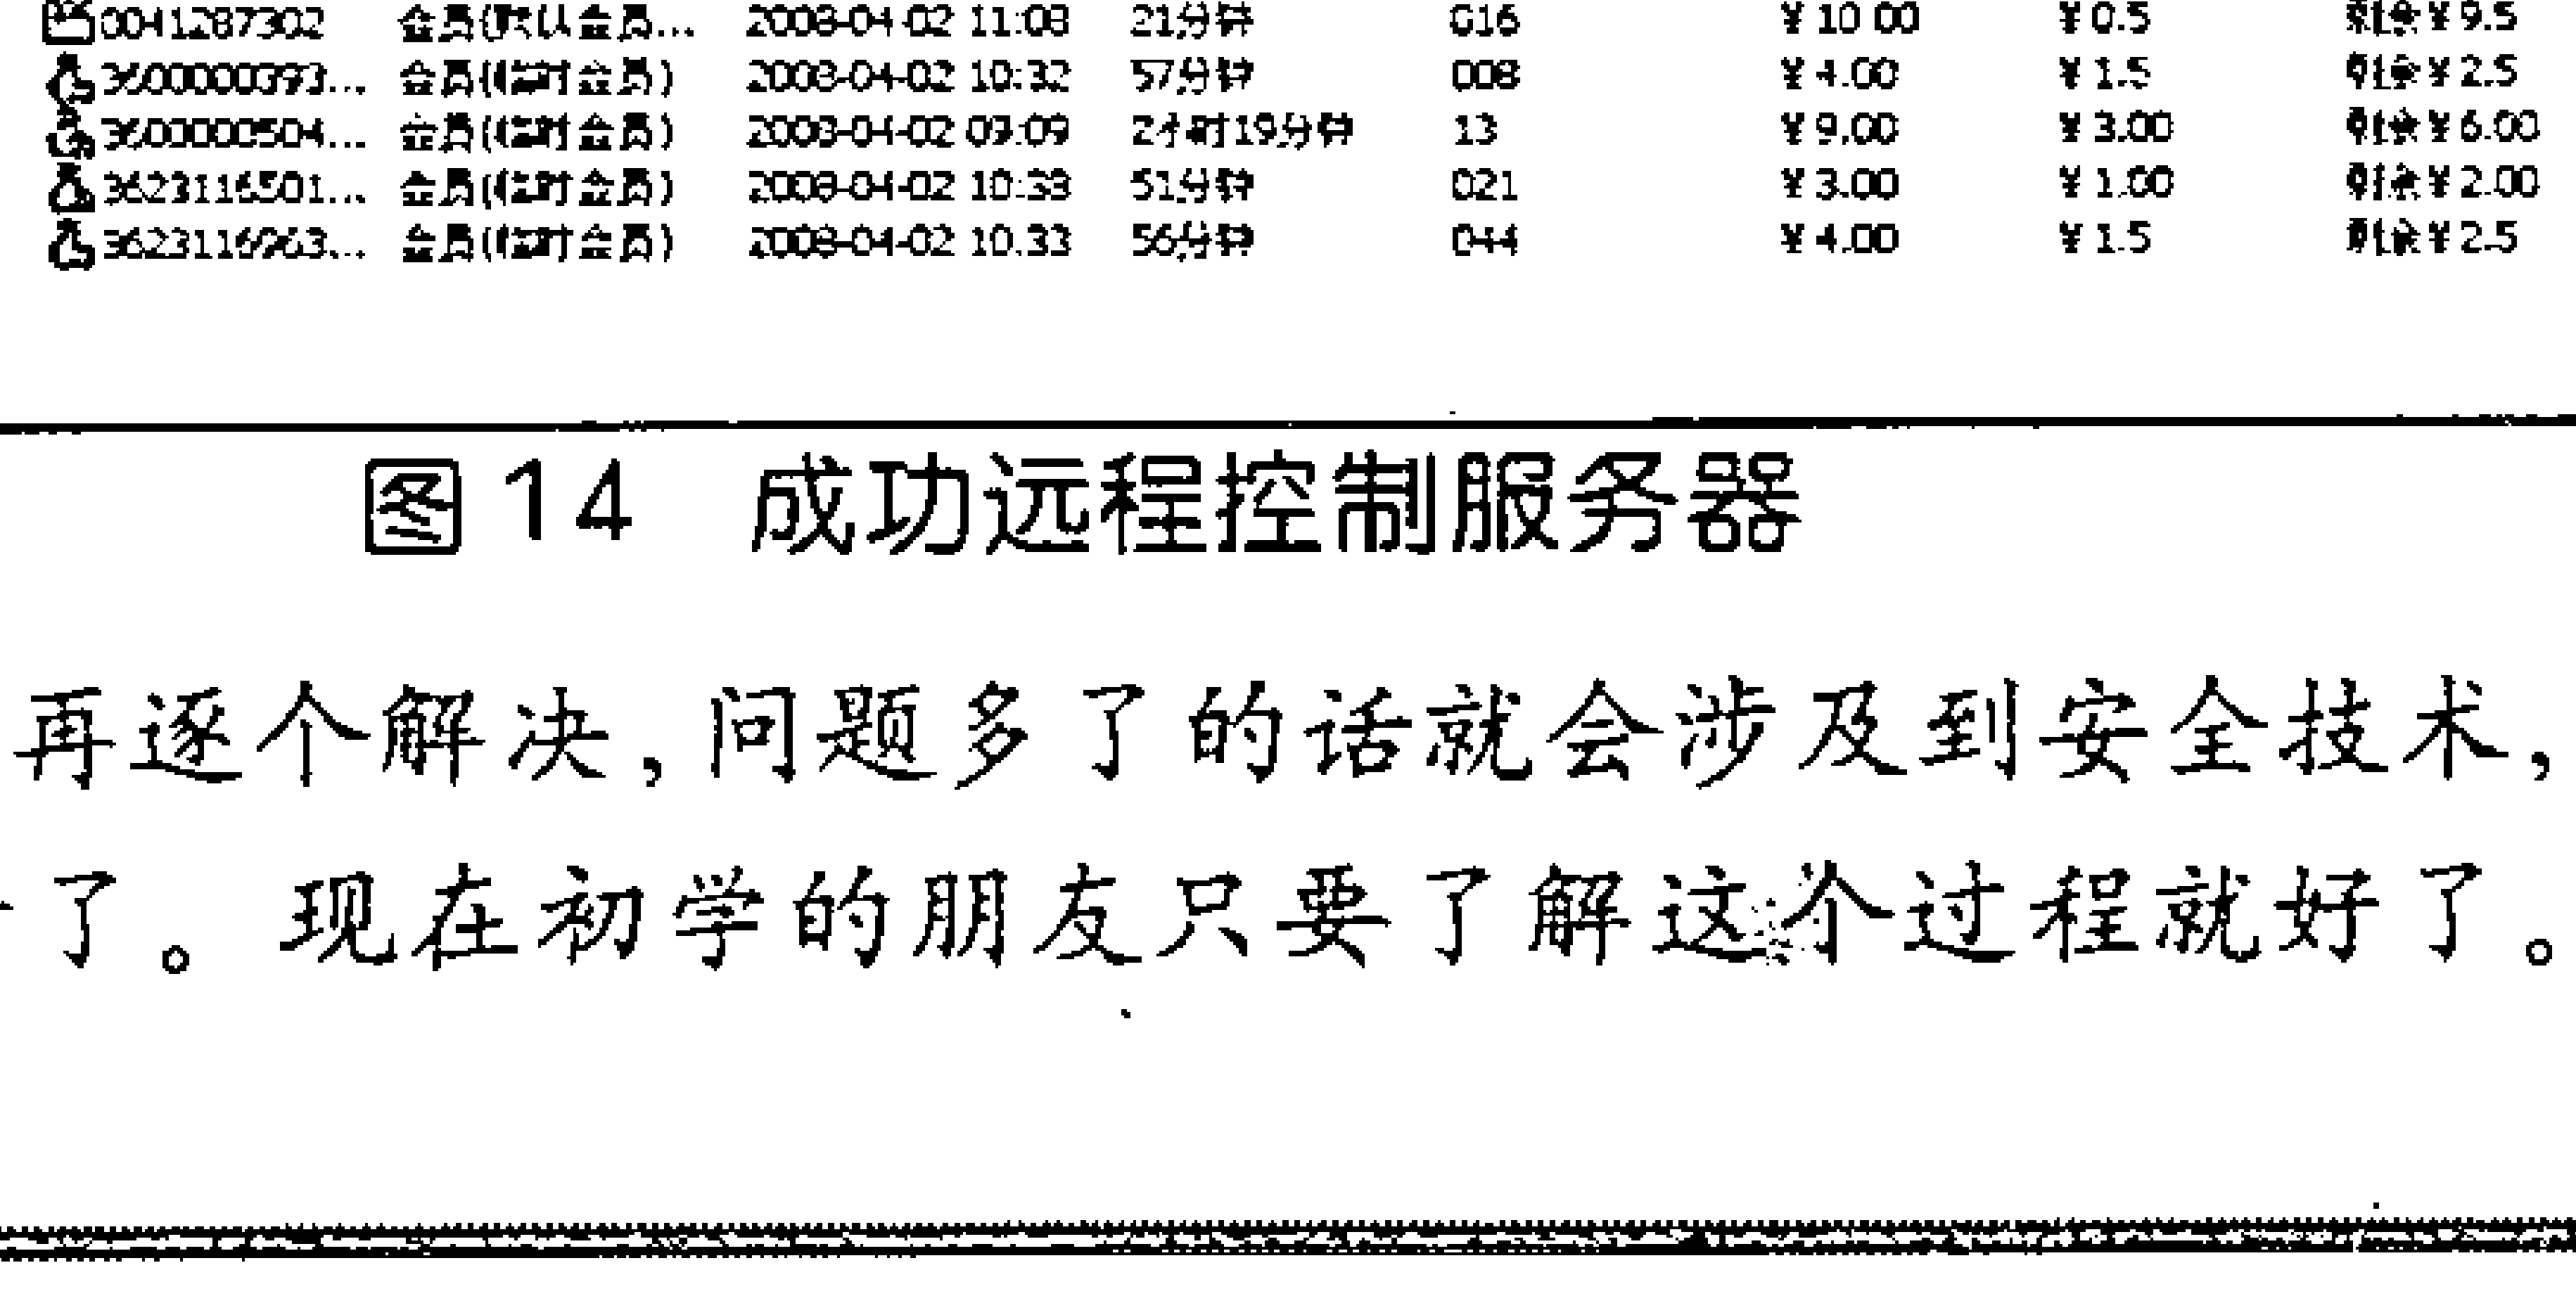 0041287302 会员(默认会员... 2008-04-02 11:08 21分钟 016 ¥10.00 ¥0.5 剩余¥9.5
3600000393... 会员(临时会员) 2008-04-02 10:32 57分钟 008 ¥4.00 ¥1.5 剩余¥2.5
3600000504... 会员(临时会员) 2008-04-02 09:09 2小时19分钟 13 ¥9.00 ¥3.00 剩余¥6.00
3623116501... 会员(临时会员) 2008-04-02 10:38 51分钟 021 ¥3.00 ¥1.00 剩余¥2.00
3623116963... 会员(临时会员) 2008-04-02 10:33 56分钟 044 ¥4.00 ¥1.5 剩余¥2.5
图14 成功远程控制服务器
再逐个解决,问题多了的话就会涉及到安全技术,
了。现在初学的朋友只要了解这个过程就好了。